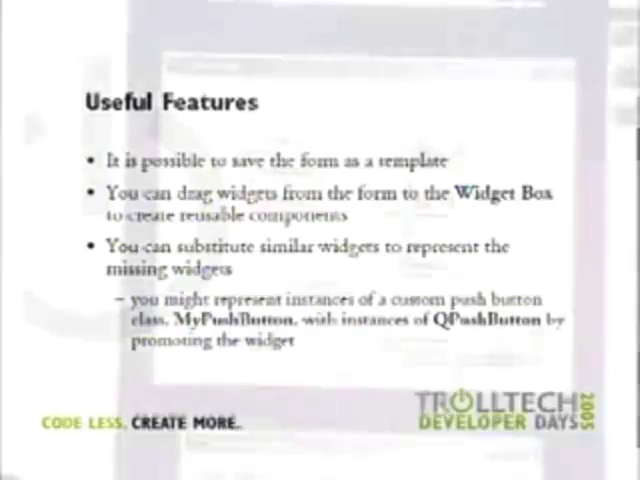 Useful Features
• It is possible to save the form as a template
• You can drag widgets from the form to the Widget Box
to create reusable components
• You can substitute similar widgets to represent the
missing widgets
– you might represent instances of a custom push button
class, MyPushButton, with instances of QPushButton by
promoting the widget
TROLLTECH 2005
CODE LESS. CREATE MORE.
DEVELOPER DAYS